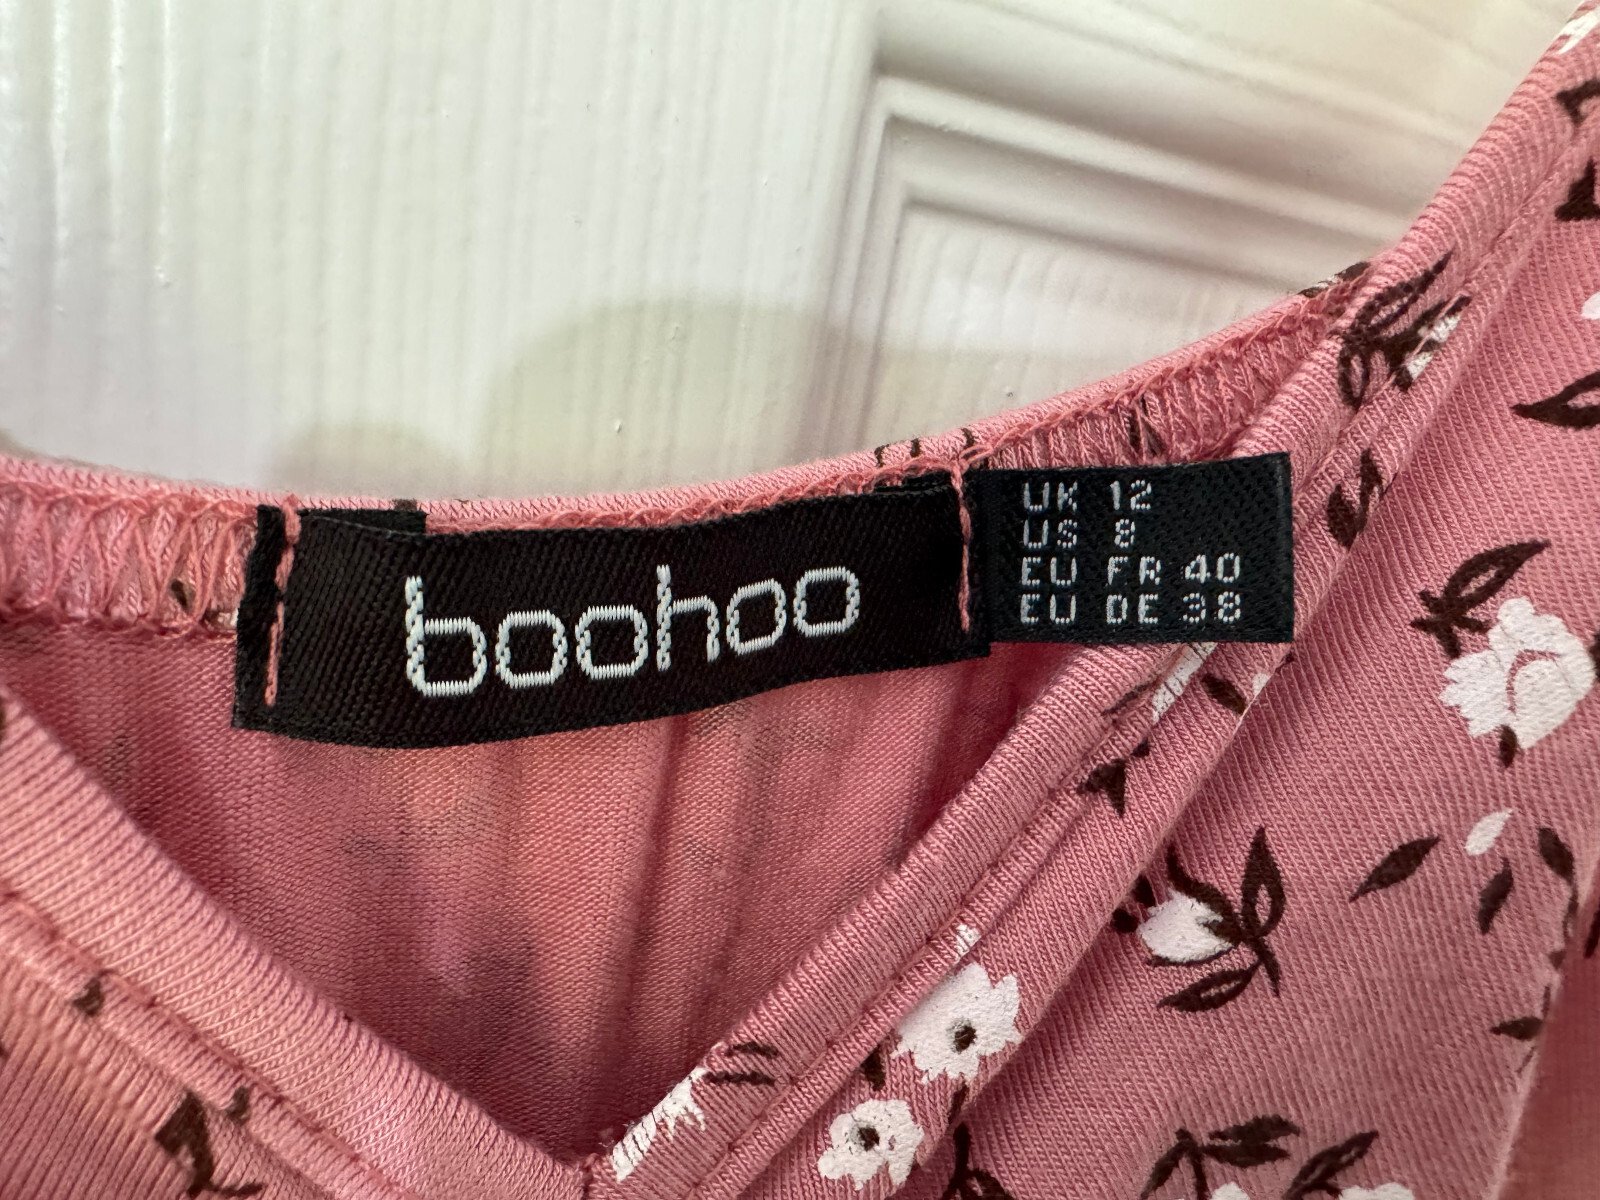 boohoo
UK 12
US 8
EU FR 40
EU DE 38